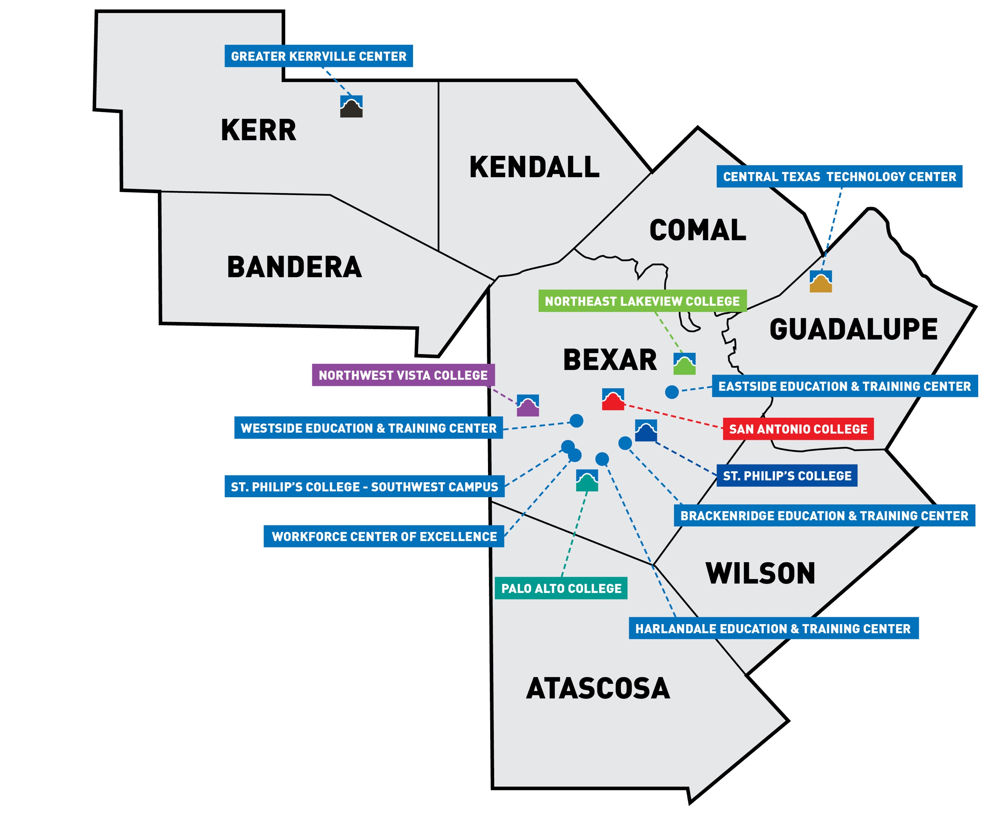 GREATER KERRVILLE CENTER
KERR
KENDALL
CENTRAL TEXAS TECHNOLOGY CENTER
COMAL
BANDERA
NORTHEAST LAKEVIEW COLLEGE
GUADALUPE
BEXAR
NORTHWEST VISTA COLLEGE
EASTSIDE EDUCATION & TRAINING CENTER
WESTSIDE EDUCATION & TRAINING CENTER
SAN ANTONIO COLLEGE
ST. PHILIP’S COLLEGE
ST. PHILIP’S COLLEGE - SOUTHWEST CAMPUS
BRACKENRIDGE EDUCATION & TRAINING CENTER
WORKFORCE CENTER OF EXCELLENCE
WILSON
PALO ALTO COLLEGE
HARLANDALE EDUCATION & TRAINING CENTER
ATASCOSA